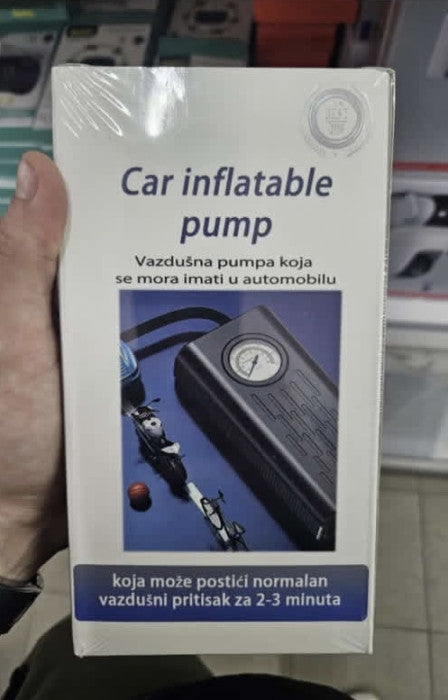 Car inflatable
pump
Vazdušna pumpa koja
se mora imati u automobilu
koja može postići normalan
vazdušni pritisak za 2-3 minuta